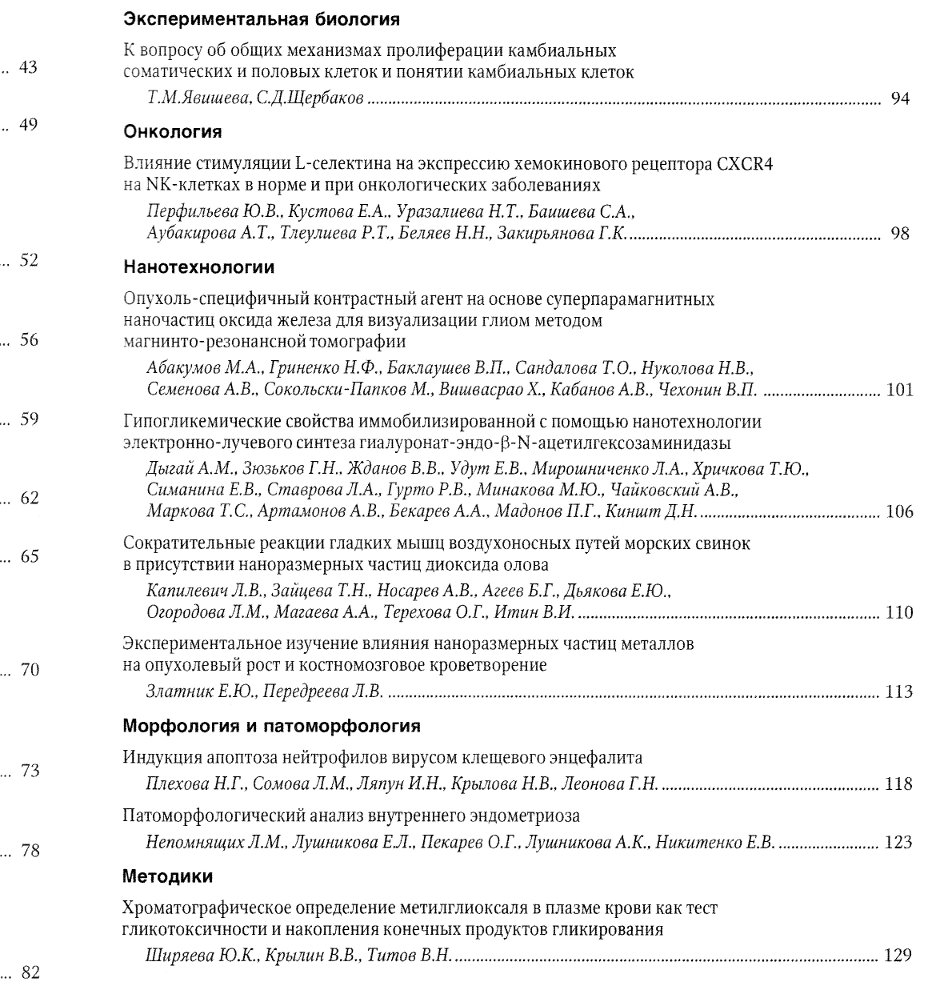 ... 43
... 49
... 52
... 56
... 59
... 62
... 65
... 70
... 73
... 78
... 82
Экспериментальная биология
К вопросу об общих механизмах пролиферации камбиальных
соматических и половых клеток и понятии камбиальных клеток
Т.М.Явишева, С.Д.Щербаков ... 94
Онкология
Влияние стимуляции L-селектина на экспрессию хемокинового рецептора CXCR4
на NK-клетках в норме и при онкологических заболеваниях
Перфильева Ю.В., Кустова Е.А., Уразалиева Н.Т., Баишева С.А.,
Аубакирова А.Т., Тлеулиева Р.Т., Беляев Н.Н., Закирьянова Г.К. ... 98
Нанотехнологии
Опухоль-специфичный контрастный агент на основе суперпарамагнитных
наночастиц оксида железа для визуализации глиом методом
магнинто-резонансной томографии
Абакумов М.А., Гриненко Н.Ф., Баклаушев В.П., Сандалова Т.О., Нуколова Н.В.,
Семенова А.В., Сокольски-Папков М., Вишвасрао Х., Кабанов А.В., Чехонин В.П. ... 101
Гипогликемические свойства иммобилизированной с помощью нанотехнологии
электронно-лучевого синтеза гиалуронат-эндо-β-N-ацетилгексозаминидазы
Дыгай А.М., Зюзьков Г.Н., Жданов В.В., Удут Е.В., Мирошниченко Л.А., Хричкова Т.Ю.,
Симанина Е.В., Ставрова Л.А., Гурто Р.В., Минакова М.Ю., Чайковский А.В.,
Маркова Т.С., Артамонов А.В., Бекарев А.А., Мадонов П.Г., Киншт Д.Н. ... 106
Сократительные реакции гладких мышц воздухоносных путей морских свинок
в присутствии наноразмерных частиц диоксида олова
Капилевич Л.В., Зайцева Т.Н., Носарев А.В., Агеев Б.Г., Дьякова Е.Ю.,
Огородова Л.М., Магаева А.А., Терехова О.Г., Итин В.И. ... 110
Экспериментальное изучение влияния наноразмерных частиц металлов
на опухолевый рост и костномозговое кроветворение
Златник Е.Ю., Передреева Л.В. ... 113
Морфология и патоморфология
Индукция апоптоза нейтрофилов вирусом клещевого энцефалита
Плехова Н.Г., Сомова Л.М., Ляпун И.Н., Крылова Н.В., Леонова Г.Н. ... 118
Патоморфологический анализ внутреннего эндометриоза
Непомнящих Л.М., Лушникова Е.Л., Пекарев О.Г., Лушникова А.К., Никитенко Е.В. ... 123
Методики
Хроматографическое определение метилглиоксаля в плазме крови как тест
гликотоксичности и накопления конечных продуктов гликирования
Ширяева Ю.К., Крылин В.В., Титов В.Н. ... 129